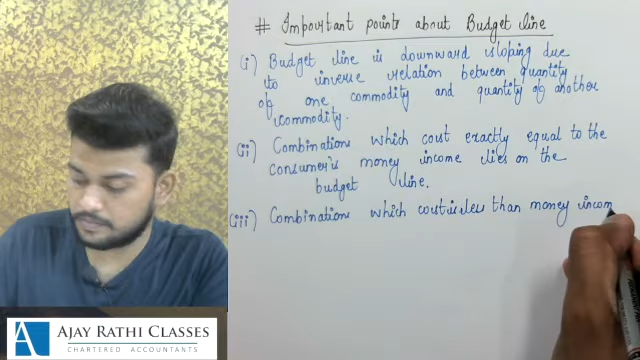 # Important points about Budget line
(i) Budget line is downward sloping due
to inverse relation between quantity
of one commodity and quantity of another
commodity.
(ii) Combinations which cost exactly equal to the
consumer's money income lies on the
budget line.
(iii) Combinations which cost is less than money incom
AJAY RATHI CLASSES
CHARTERED ACCOUNTANTS